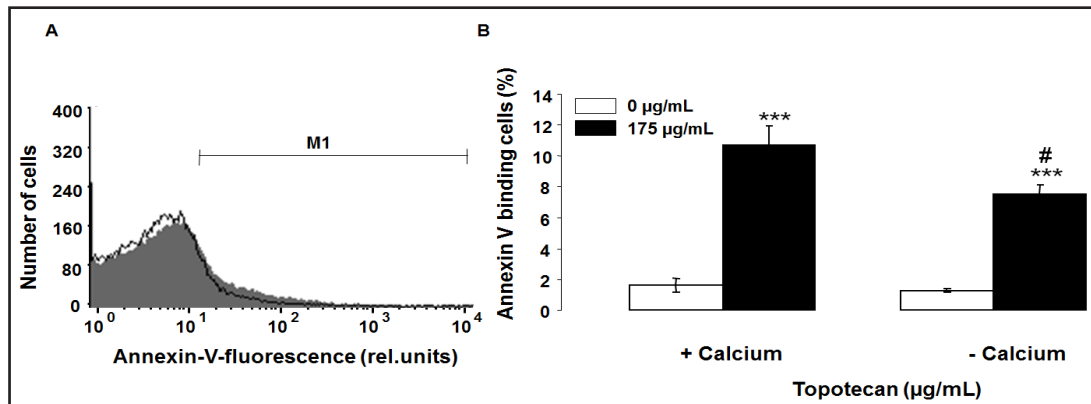 A
400
320
240
160
80
0
Number of cells
M1
10^0 10^1 10^2 10^3 10^4
Annexin-V-fluorescence (rel.units)
B
Annexin V binding cells (%)
14
12
10
8
6
4
2
0
0 µg/mL
175 µg/mL
***
#
***
+ Calcium - Calcium
Topotecan (µg/mL)